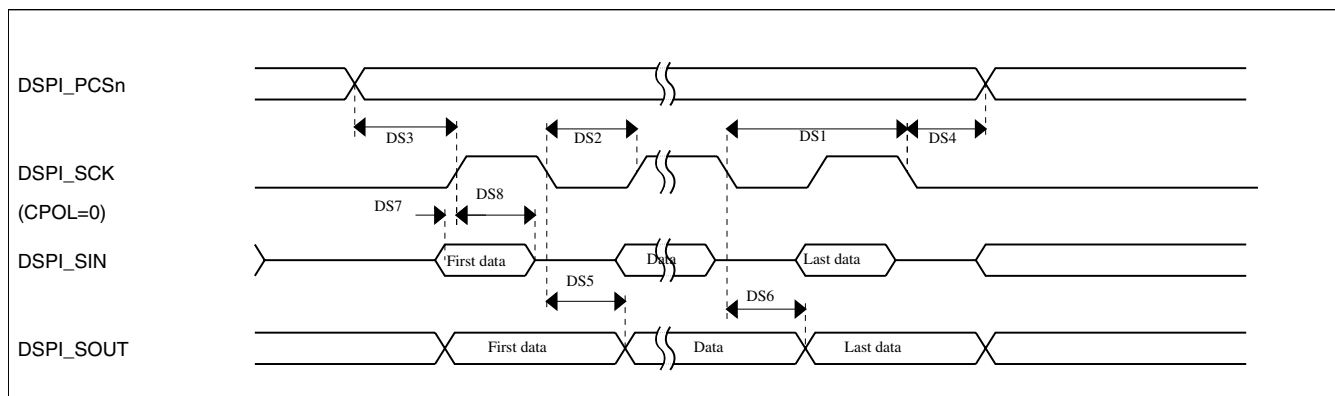 DSPI_PCSn
DS3
DS2
DS1
DS4
DSPI_SCK
(CPOL=0)
DS7
DS8
DSPI_SIN
First data
Data
Last data
DS5
DS6
DSPI_SOUT
First data
Data
Last data